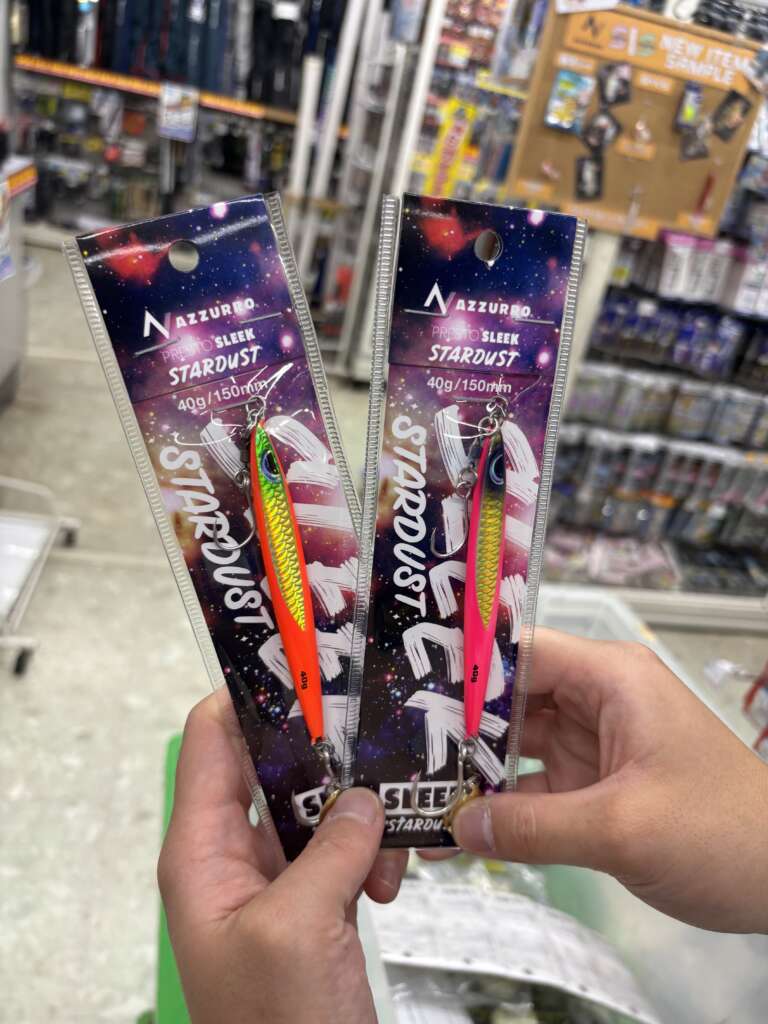 NEW ITEM
SAMPLE
AZZURRO
PRESTO SLEEK
STARDUST
40g/150mm
STARDUST
40g
AZZURRO
PRESTO SLEEK
STARDUST
40g/150mm
STARDUST
40g
SLEEK
STARDUST